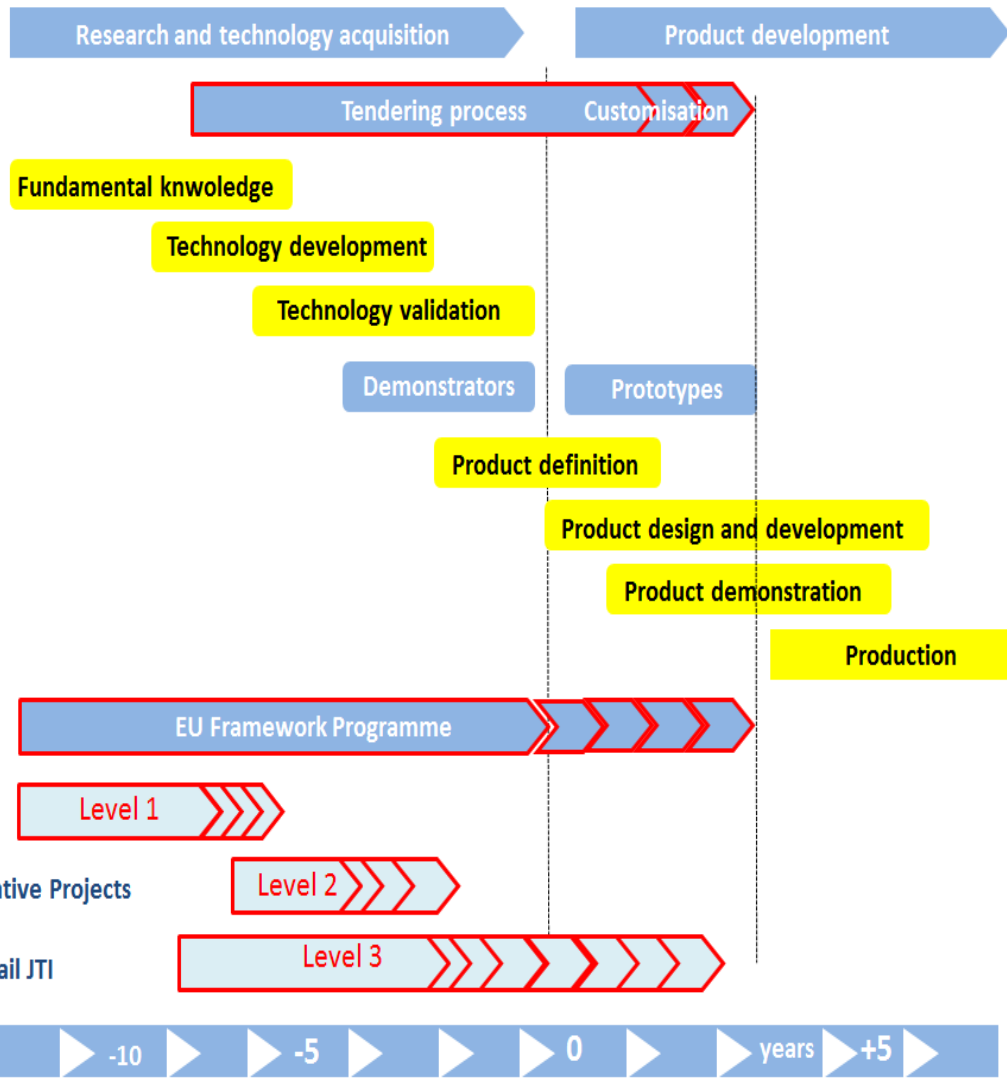 Research and technology acquisition
Product development
Tendering process
Customisation
Fundamental knwoledge
Technology development
Technology validation
Demonstrators
Prototypes
Product definition
Product design and development
Product demonstration
Production
EU Framework Programme
Level 1
ative Projects
Level 2
ail JTI
Level 3
-10 -5 0 years +5